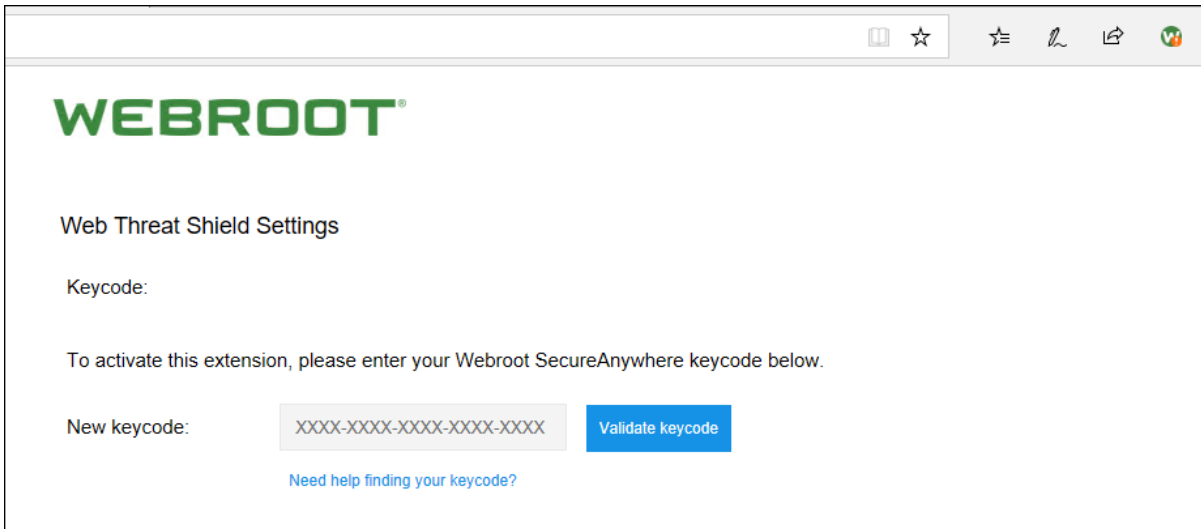 WEBROOT®
Web Threat Shield Settings
Keycode:
To activate this extension, please enter your Webroot SecureAnywhere keycode below.
New keycode: XXXX-XXXX-XXXX-XXXX-XXXX Validate keycode
Need help finding your keycode?